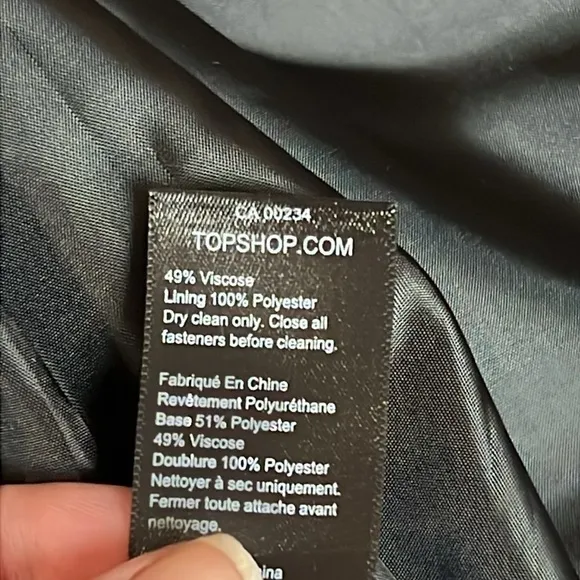 CA 00234
TOPSHOP.COM
49% Viscose
Lining 100% Polyester
Dry clean only. Close all
fasteners before cleaning.
Fabriqué En Chine
Revêtement Polyuréthane
Base 51% Polyester
49% Viscose
Doublure 100% Polyester
Nettoyer à sec uniquement.
Fermer toute attache avant
nettoyage.